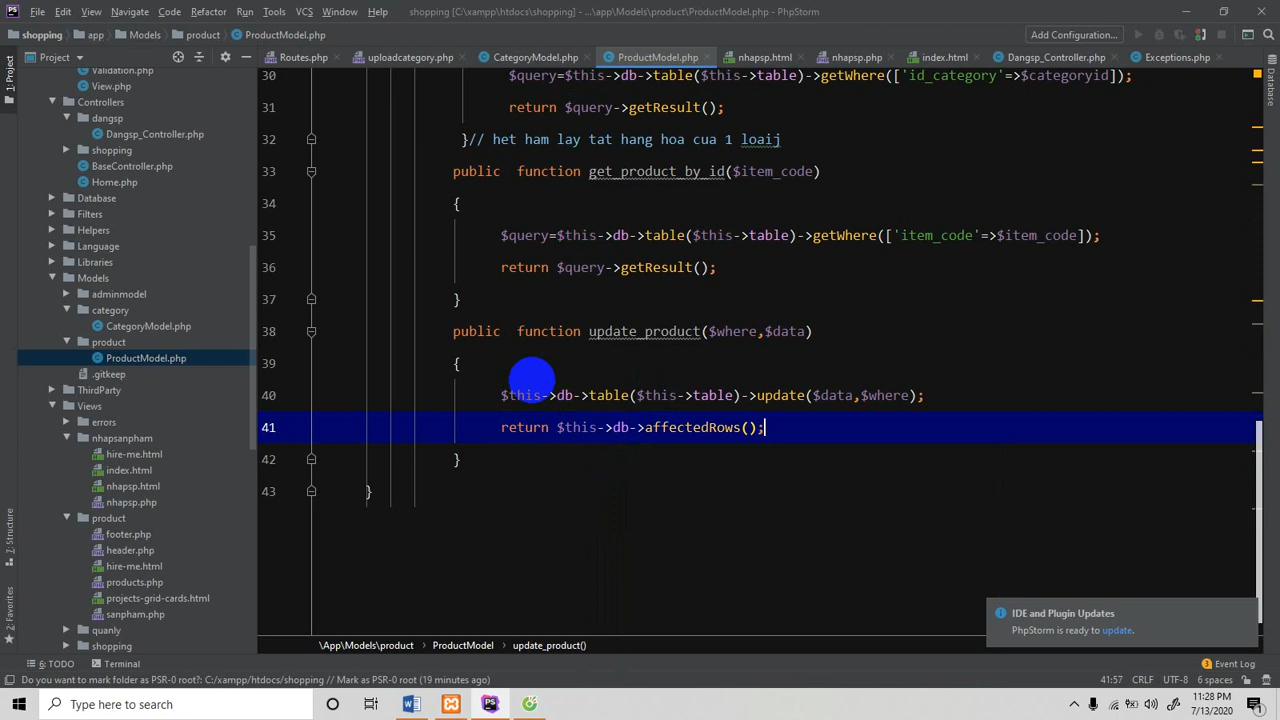 File Edit View Navigate Code Refactor Run Tools VCS Window Help shopping [C:\xampp\htdocs\shopping] - ...\app\Models\ProductModel.php - PhpStorm
shopping app Models product ProductModel.php Add Configuration...
Project Routes.php uploadcategory.php CategoryModel.php ProductModel.php nhapsp.html nhapsp.php index.html Dangsp_Controller.php Exceptions.php
1: Project
Database
Validation.php
View.php
Controllers
dangsp
Dangsp_Controller.php
shopping
BaseController.php
Home.php
Database
Filters
Helpers
Language
Libraries
Models
adminmodel
category
CategoryModel.php
product
ProductModel.php
.gitkeep
ThirdParty
Views
errors
nhapsanpham
hire-me.html
index.html
nhapsp.html
nhapsp.php
product
footer.php
header.php
hire-me.html
products.php
projects-grid-cards.html
sanpham.php
quanly
shopping
7: Structure
2: Favorites
30 $query=$this->db->table($this->table)->getWhere(['id_category'=>$categoryid]);
31 return $query->getResult();
32 }// het ham lay tat hang hoa cua 1 loaij
33 public function get_product_by_id($item_code)
34 {
35 $query=$this->db->table($this->table)->getWhere(['item_code'=>$item_code]);
36 return $query->getResult();
37 }
38 public function update_product($where,$data)
39 {
40 $this->db->table($this->table)->update($data,$where);
41 return $this->db->affectedRows();
42 }
43 }
IDE and Plugin Updates
PhpStorm is ready to update.
\App\Models\product ProductModel update_product()
6: TODO Terminal Event Log
Do you want to mark folder as PSR-0 root?: C:/xampp/htdocs/shopping // Mark as PSR-0 root (19 minutes ago) 41:57 CRLF UTF-8 6 spaces
Type here to search
11:28 PM
7/13/2020